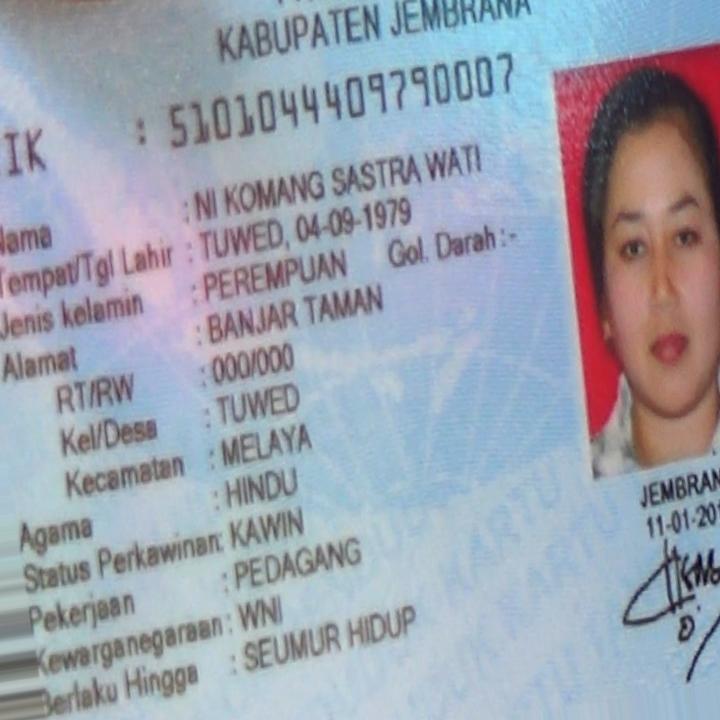 KABUPATEN JEMBRANA
IK : 5101044409790007
Nama : NI KOMANG SASTRA WATI
Tempat/Tgl Lahir : TUWED, 04-09-1979
Jenis kelamin : PEREMPUAN Gol. Darah :-
Alamat : BANJAR TAMAN
RT/RW : 000/000
Kel/Desa : TUWED
Kecamatan : MELAYA
Agama : HINDU
Status Perkawinan: KAWIN
Pekerjaan : PEDAGANG
Kewarganegaraan: WNI
Berlaku Hingga : SEUMUR HIDUP
JEMBRAN
11-01-201